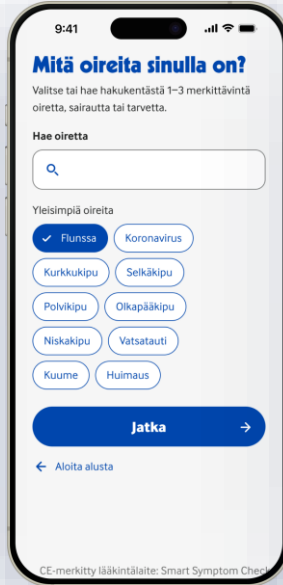 9:41
Mitä oireita sinulla on?
Valitse tai hae hakukentästä 1–3 merkittävintä
oiretta, sairautta tai tarvetta.
Hae oiretta
Yleisimpiä oireita
Flunssa Koronavirus
Kurkkukipu Selkäkipu
Polvikipu Olkapääkipu
Niskakipu Vatsatauti
Kuume Huimaus
Jatka
Aloita alusta
CE-merkitty lääkintälaite: Smart Symptom Check